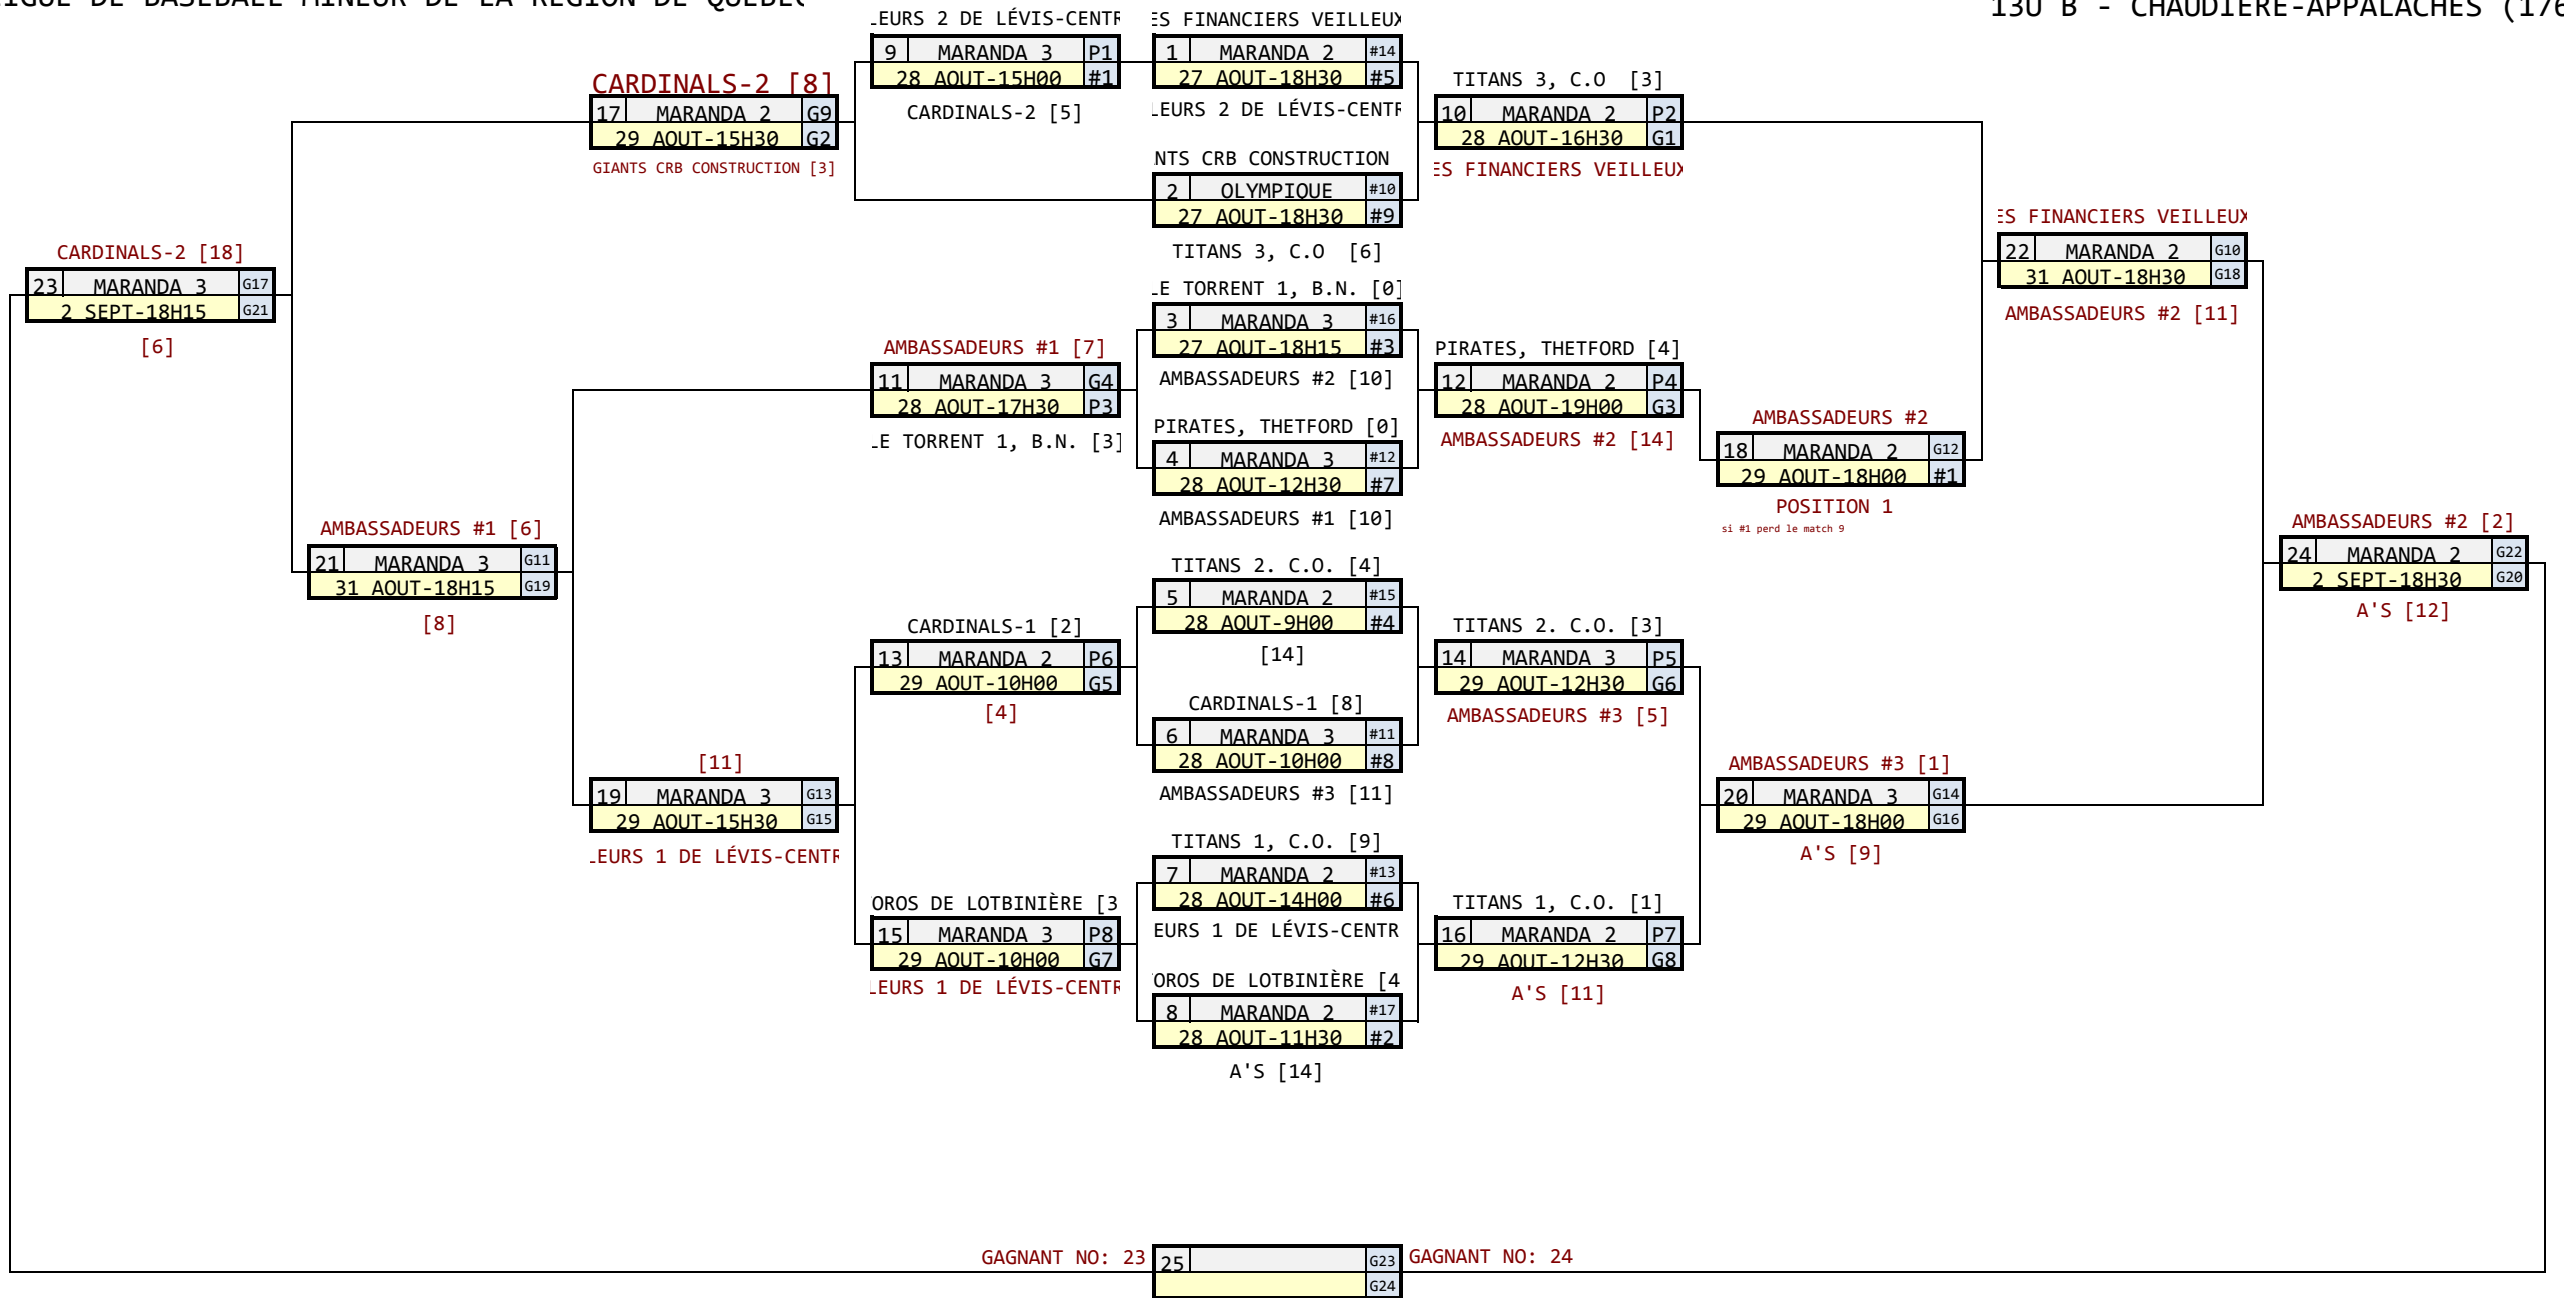 LIGUE DE BASEBALL MINEUR DE LA RÉGION DE QUÉBEC
13U B - CHAUDIÈRE-APPALACHES (176
CARDINALS-2 [18]
23 MARANDA 3 G17
2 SEPT-18H15 G21
[6]
AMBASSADEURS #1 [6]
21 MARANDA 3 G11
31 AOUT-18H15 G19
[8]
CARDINALS-2 [8]
17 MARANDA 2 G9
29 AOUT-15H30 G2
GIANTS CRB CONSTRUCTION [3]
[11]
19 MARANDA 3 G13
29 AOUT-15H30 G15
LEURS 1 DE LÉVIS-CENTR
LEURS 2 DE LÉVIS-CENTR
9 MARANDA 3 P1
28 AOUT-15H00 #1
CARDINALS-2 [5]
AMBASSADEURS #1 [7]
11 MARANDA 3 G4
28 AOUT-17H30 P3
LE TORRENT 1, B.N. [3]
CARDINALS-1 [2]
13 MARANDA 2 P6
29 AOUT-10H00 G5
[4]
OROS DE LOTBINIÈRE [3
15 MARANDA 3 P8
29 AOUT-10H00 G7
LEURS 1 DE LÉVIS-CENTR
ES FINANCIERS VEILLEUX
1 MARANDA 2 #14
27 AOUT-18H30 #5
LEURS 2 DE LÉVIS-CENTR
NTS CRB CONSTRUCTION
2 OLYMPIQUE #10
27 AOUT-18H30 #9
TITANS 3, C.O [6]
LE TORRENT 1, B.N. [0]
3 MARANDA 3 #16
27 AOUT-18H15 #3
AMBASSADEURS #2 [10]
PIRATES, THETFORD [0]
4 MARANDA 3 #12
28 AOUT-12H30 #7
AMBASSADEURS #1 [10]
TITANS 2. C.O. [4]
5 MARANDA 2 #15
28 AOUT-9H00 #4
[14]
CARDINALS-1 [8]
6 MARANDA 3 #11
28 AOUT-10H00 #8
AMBASSADEURS #3 [11]
TITANS 1, C.O. [9]
7 MARANDA 2 #13
28 AOUT-14H00 #6
EURS 1 DE LÉVIS-CENTR
OROS DE LOTBINIÈRE [4
8 MARANDA 2 #17
28 AOUT-11H30 #2
A'S [14]
TITANS 3, C.O [3]
10 MARANDA 2 P2
28 AOUT-16H30 G1
ES FINANCIERS VEILLEUX
PIRATES, THETFORD [4]
12 MARANDA 2 P4
28 AOUT-19H00 G3
AMBASSADEURS #2 [14]
TITANS 2. C.O. [3]
14 MARANDA 3 P5
29 AOUT-12H30 G6
AMBASSADEURS #3 [5]
TITANS 1, C.O. [1]
16 MARANDA 2 P7
29 AOUT-12H30 G8
A'S [11]
AMBASSADEURS #2
18 MARANDA 2 G12
29 AOUT-18H00 #1
POSITION 1
si #1 perd le match 9
AMBASSADEURS #3 [1]
20 MARANDA 3 G14
29 AOUT-18H00 G16
A'S [9]
ES FINANCIERS VEILLEUX
22 MARANDA 2 G10
31 AOUT-18H30 G18
AMBASSADEURS #2 [11]
AMBASSADEURS #2 [2]
24 MARANDA 2 G22
2 SEPT-18H30 G20
A'S [12]
GAGNANT NO: 23
25 G23
G24
GAGNANT NO: 24